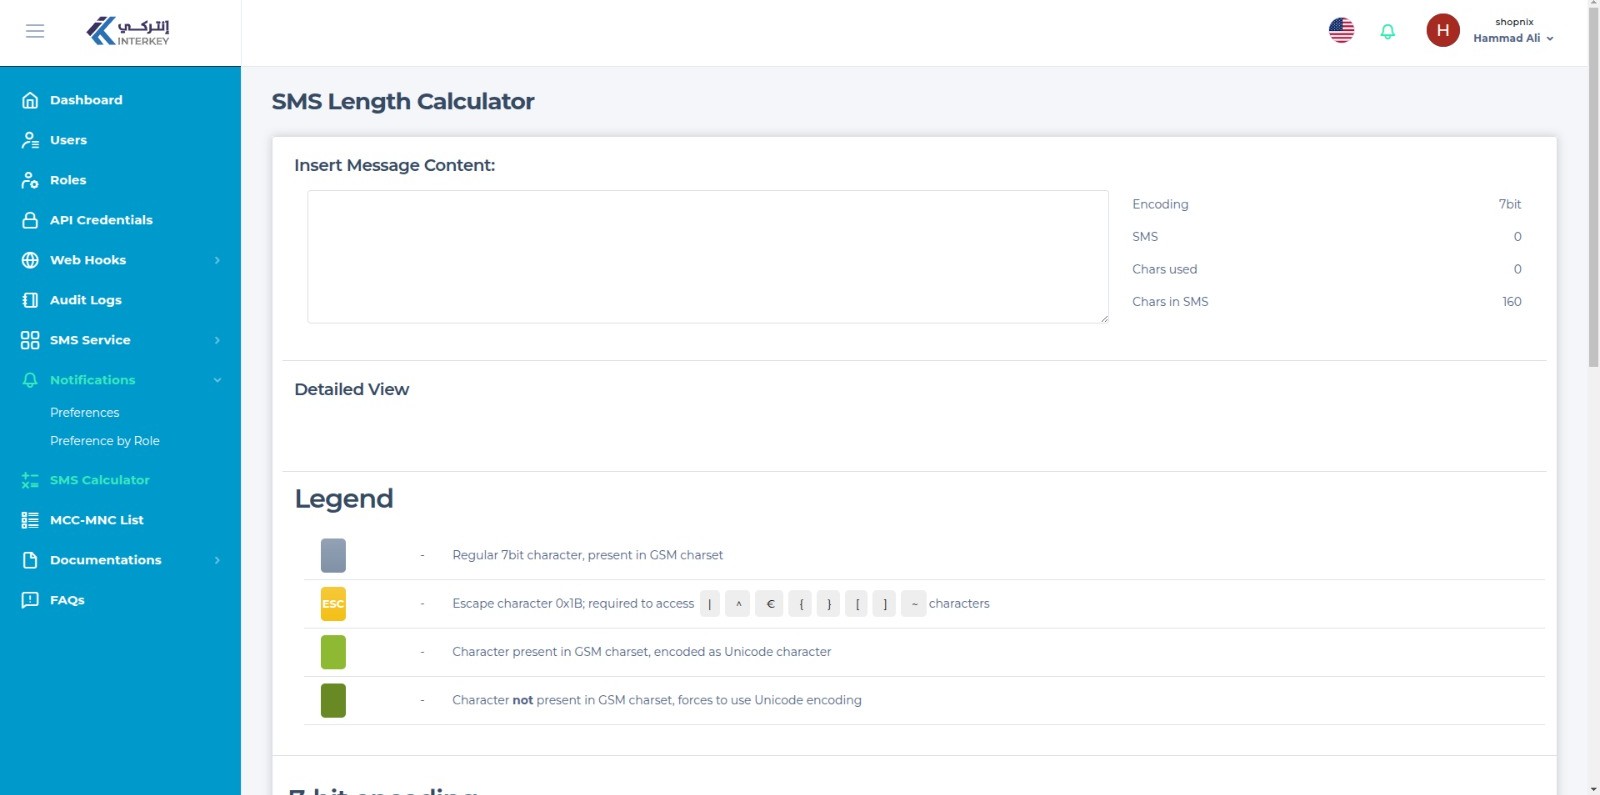 إنتركي
INTERKEY
shopnix
H
Hammad Ali
Dashboard
Users
Roles
API Credentials
Web Hooks
Audit Logs
SMS Service
Notifications
Preferences
Preference by Role
SMS Calculator
MCC-MNC List
Documentations
FAQs
SMS Length Calculator
Insert Message Content:
Encoding 7bit
SMS 0
Chars used 0
Chars in SMS 160
Detailed View
Legend
- Regular 7bit character, present in GSM charset
ESC - Escape character 0x1B; required to access | ^ € { } [ ] ~ characters
- Character present in GSM charset, encoded as Unicode character
- Character not present in GSM charset, forces to use Unicode encoding
7-bit encoding